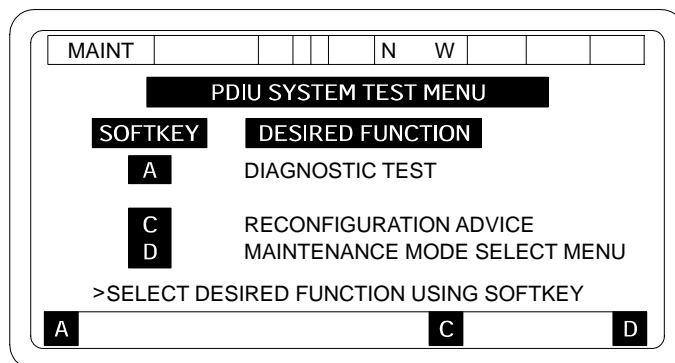 MAINT N W
PDIU SYSTEM TEST MENU
SOFTKEY DESIRED FUNCTION
A DIAGNOSTIC TEST
C RECONFIGURATION ADVICE
D MAINTENANCE MODE SELECT MENU
>SELECT DESIRED FUNCTION USING SOFTKEY
A C D